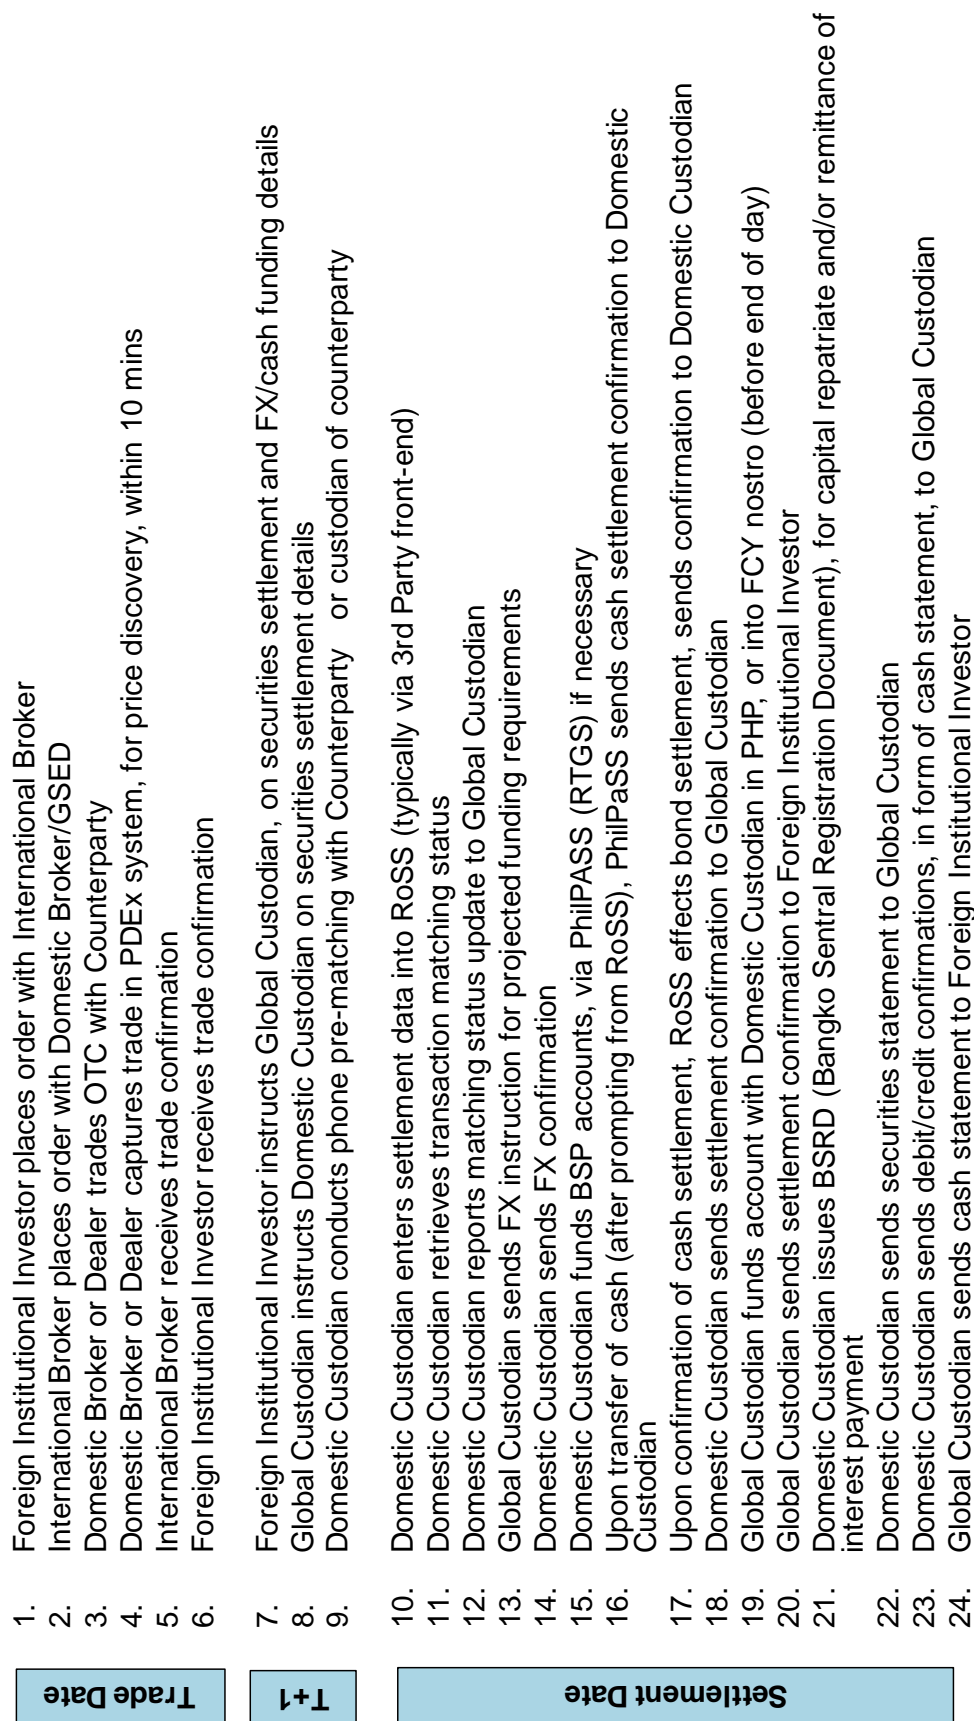 Trade Date
1. Foreign Institutional Investor places order with International Broker
2. International Broker places order with Domestic Broker/GSED
3. Domestic Broker or Dealer trades OTC with Counterparty
4. Domestic Broker or Dealer captures trade in PDEx system, for price discovery, within 10 mins
5. International Broker receives trade confirmation
6. Foreign Institutional Investor receives trade confirmation
T+1
7. Foreign Institutional Investor instructs Global Custodian, on securities settlement and FX/cash funding details
8. Global Custodian instructs Domestic Custodian on securities settlement details
9. Domestic Custodian conducts phone pre-matching with Counterparty or custodian of counterparty
Settlement Date
10. Domestic Custodian enters settlement data into RoSS (typically via 3rd Party front-end)
11. Domestic Custodian retrieves transaction matching status
12. Domestic Custodian reports matching status update to Global Custodian
13. Global Custodian sends FX instruction for projected funding requirements
14. Domestic Custodian sends FX confirmation
15. Domestic Custodian funds BSP accounts, via PhilPASS (RTGS) if necessary
16. Upon transfer of cash (after prompting from RoSS), PhilPaSS sends cash settlement confirmation to Domestic
Custodian
17. Upon confirmation of cash settlement, RoSS effects bond settlement, sends confirmation to Domestic Custodian
18. Domestic Custodian sends settlement confirmation to Global Custodian
19. Global Custodian funds account with Domestic Custodian in PHP, or into FCY nostro (before end of day)
20. Global Custodian sends settlement confirmation to Foreign Institutional Investor
21. Domestic Custodian issues BSRD (Bangko Sentral Registration Document), for capital repatriate and/or remittance of
interest payment
22. Domestic Custodian sends securities statement to Global Custodian
23. Domestic Custodian sends debit/credit confirmations, in form of cash statement, to Global Custodian
24. Global Custodian sends cash statement to Foreign Institutional Investor